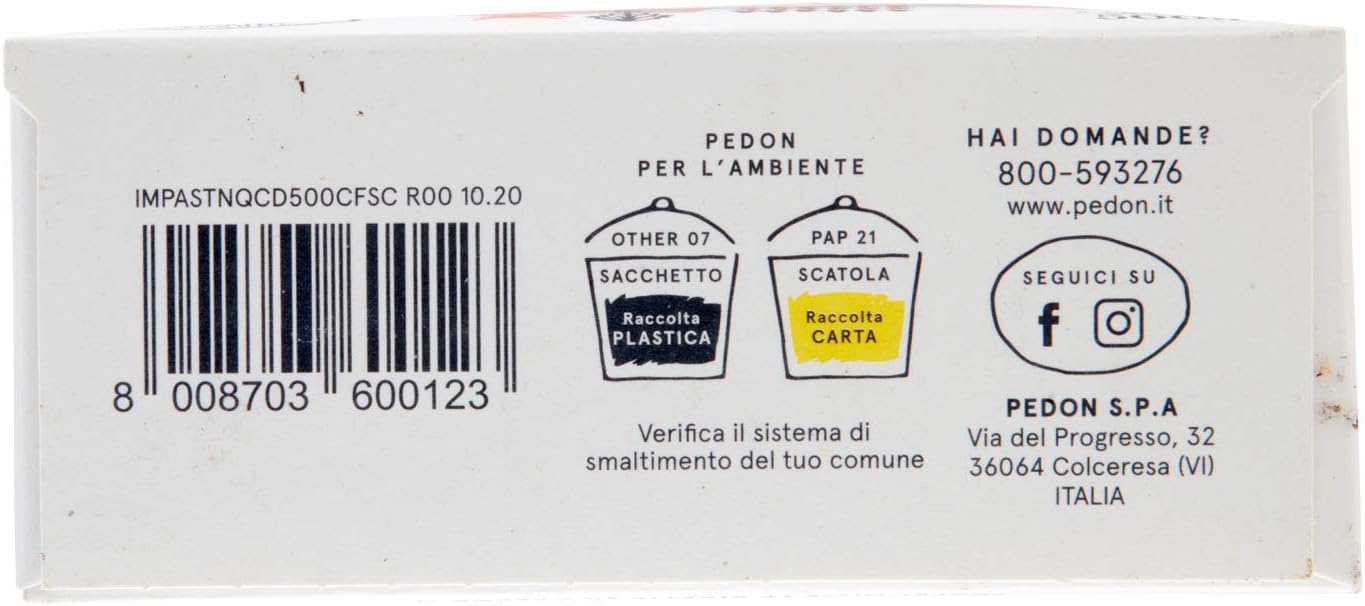 IMPASTNQCD500CFSC R00 10.20
8 008703 600123
PEDON
PER L'AMBIENTE
OTHER 07
SACCHETTO
Raccolta
PLASTICA
PAP 21
SCATOLA
Raccolta
CARTA
Verifica il sistema di
smaltimento del tuo comune
HAI DOMANDE?
800-593276
www.pedon.it
SEGUICI SU
PEDON S.P.A
Via del Progresso, 32
36064 Colceresa (VI)
ITALIA